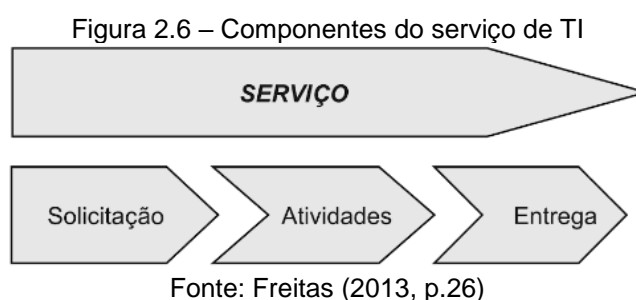 Figura 2.6 – Componentes do serviço de TI
SERVIÇO
Solicitação Atividades Entrega
Fonte: Freitas (2013, p.26)